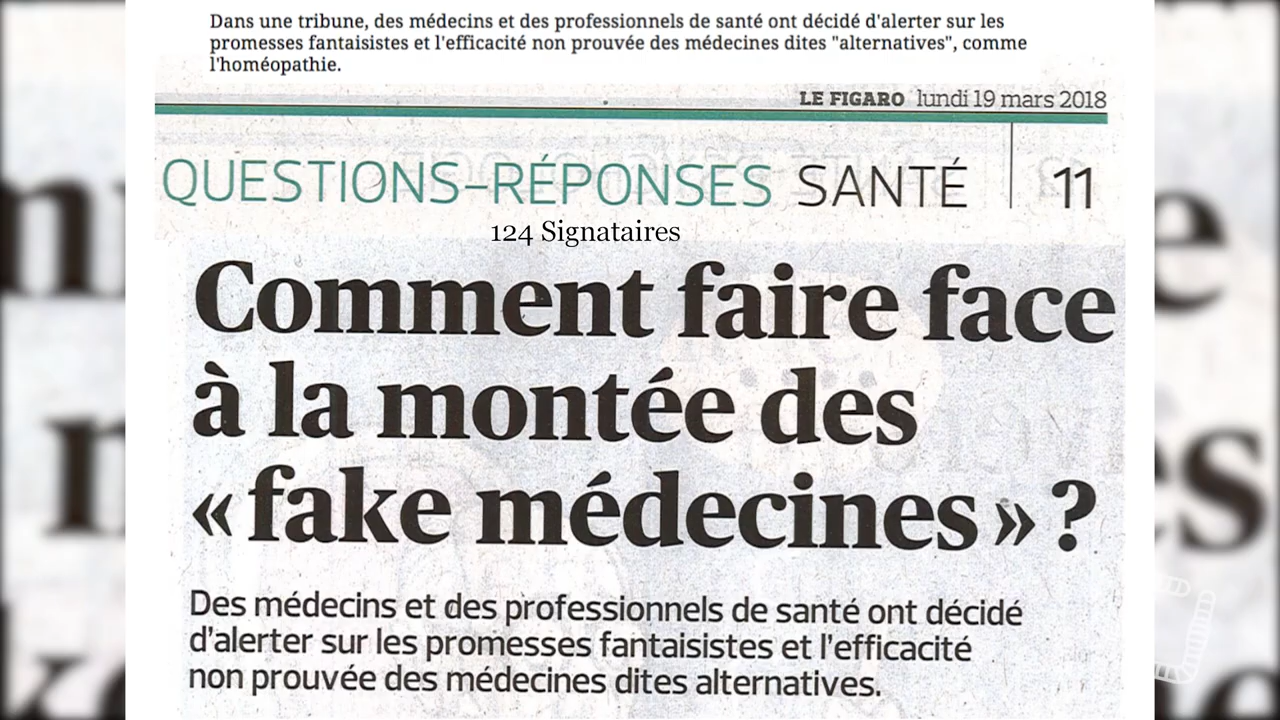 Dans une tribune, des médecins et des professionnels de santé ont décidé d'alerter sur les
promesses fantaisistes et l'efficacité non prouvée des médecines dites "alternatives", comme
l'homéopathie.
LE FIGARO lundi 19 mars 2018
QUESTIONS-RÉPONSES SANTÉ 11
124 Signataires
Comment faire face
à la montée des
« fake médecines » ?
Des médecins et des professionnels de santé ont décidé
d'alerter sur les promesses fantaisistes et l'efficacité
non prouvée des médecines dites alternatives.